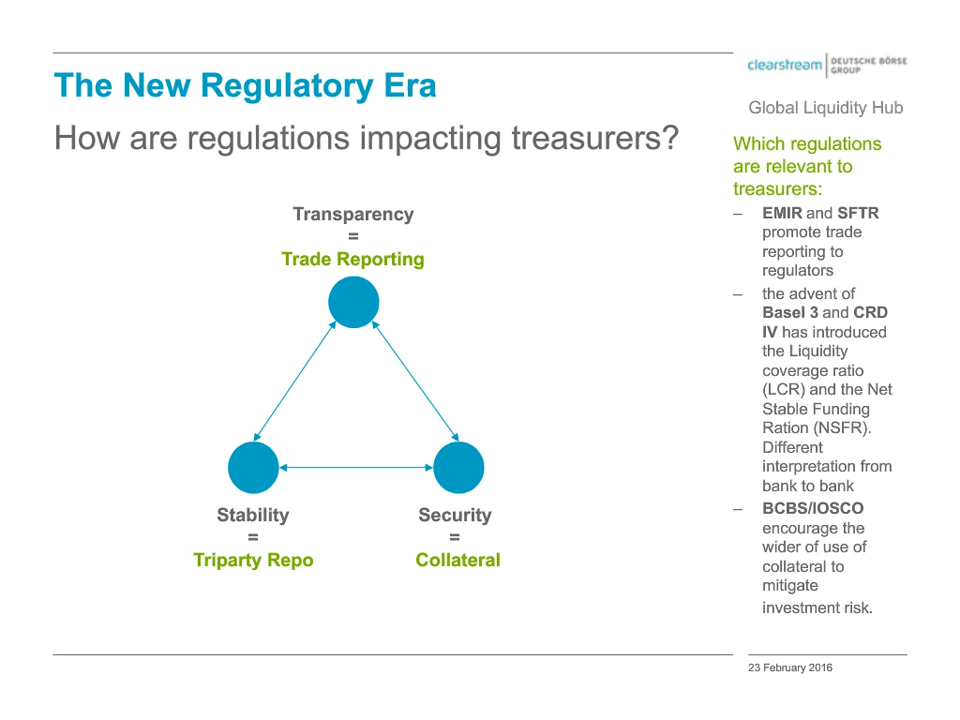 The New Regulatory Era
How are regulations impacting treasurers?
clearstream
DEUTSCHE BÖRSE
GROUP
Global Liquidity Hub
Transparency
=
Trade Reporting
Stability
=
Triparty Repo
Security
=
Collateral
Which regulations
are relevant to
treasurers:
– EMIR and SFTR
promote trade
reporting to
regulators
– the advent of
Basel 3 and CRD
IV has introduced
the Liquidity
coverage ratio
(LCR) and the Net
Stable Funding
Ration (NSFR).
Different
interpretation from
bank to bank
– BCBS/IOSCO
encourage the
wider of use of
collateral to
mitigate
investment risk.
23 February 2016